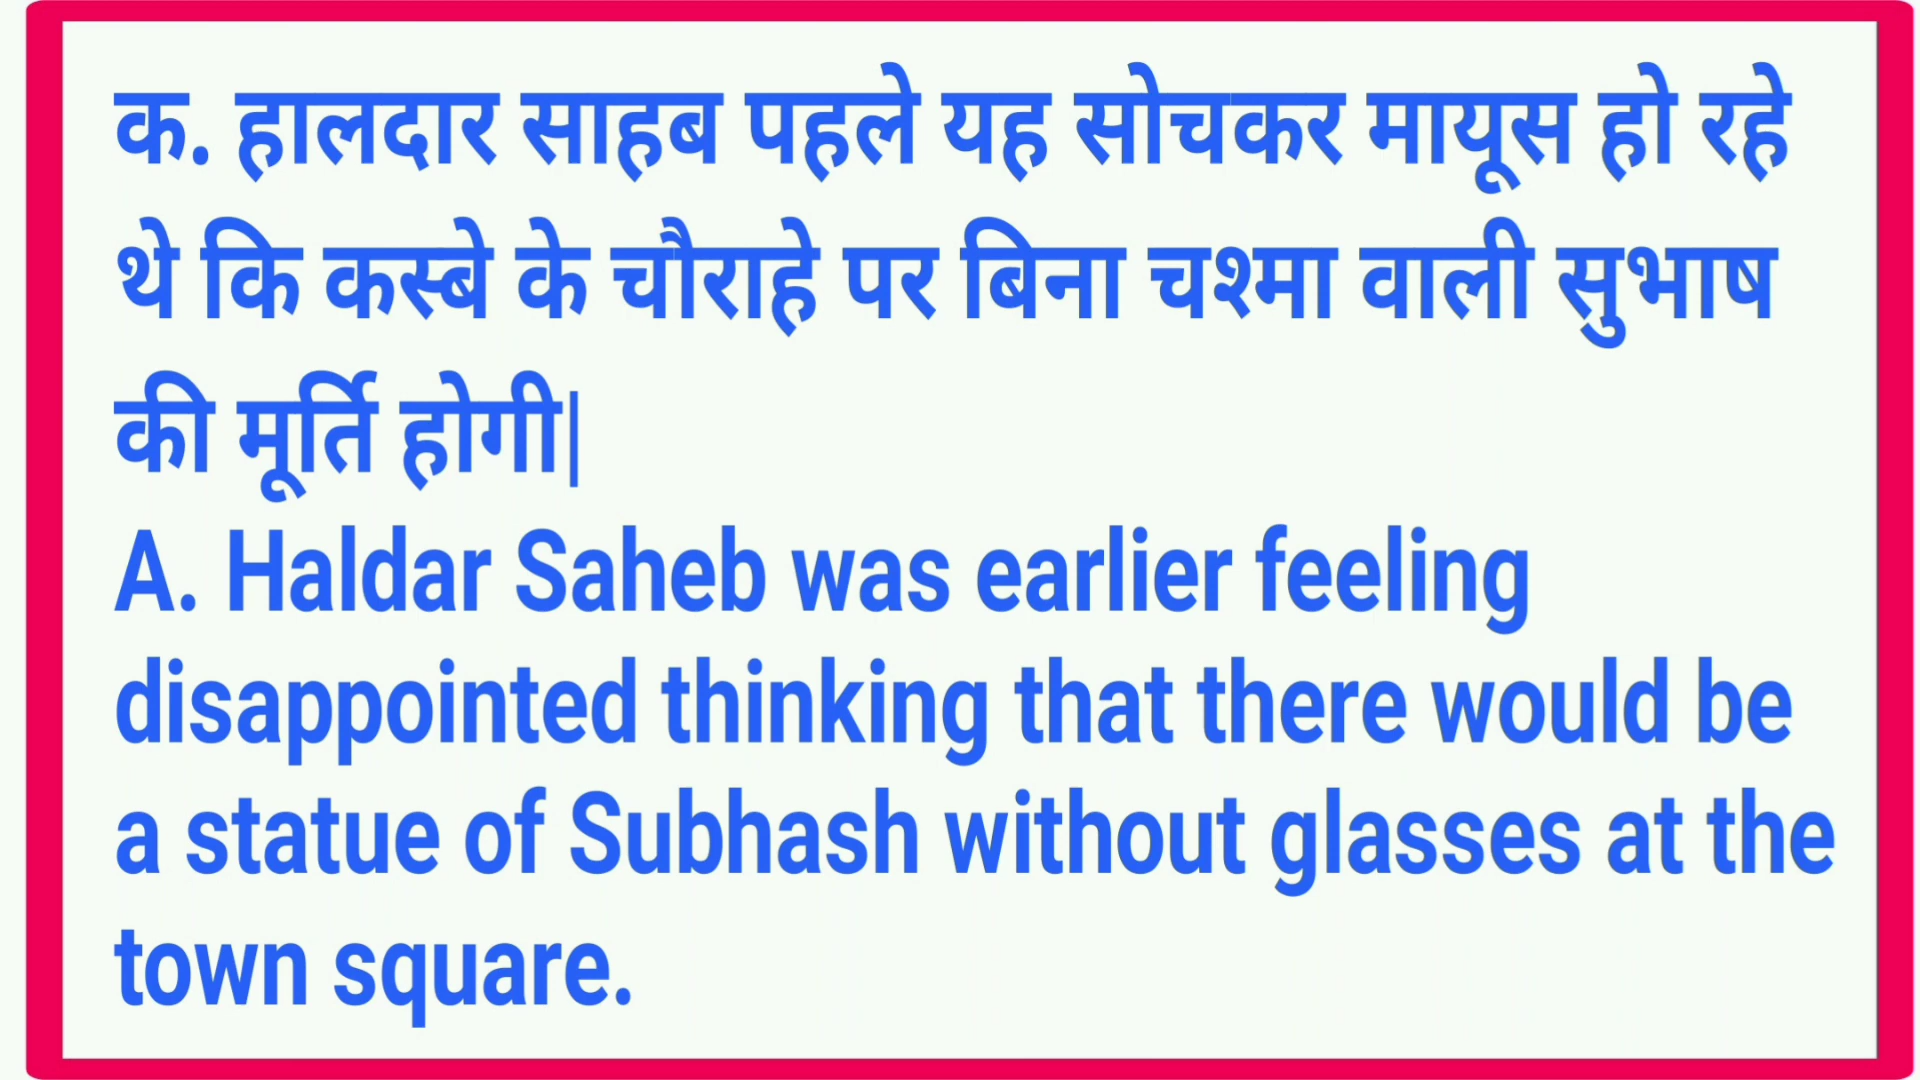 क. हालदार साहब पहले यह सोचकर मायूस हो रहे
थे कि कस्बे के चौराहे पर बिना चश्मा वाली सुभाष
की मूर्ति होगी|
A. Haldar Saheb was earlier feeling
disappointed thinking that there would be
a statue of Subhash without glasses at the
town square.